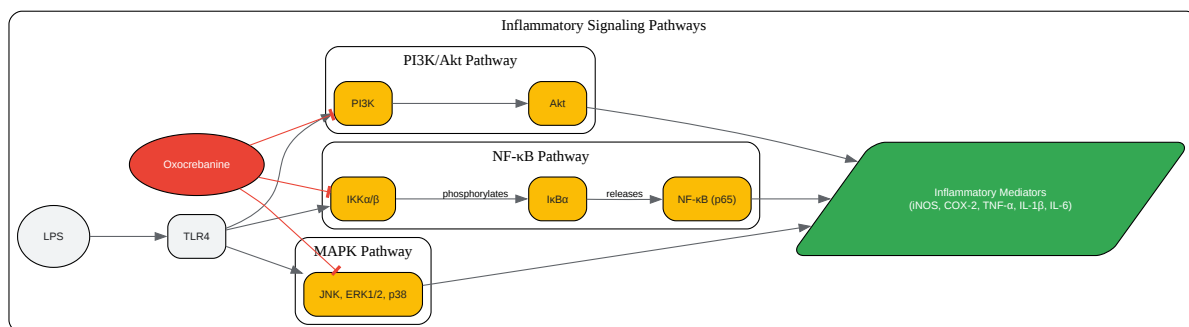 Inflammatory Signaling Pathways
PI3K/Akt Pathway
PI3K
Akt
Oxocrebanine
NF-κB Pathway
IKKα/β
phosphorylates
IκBα
releases
NF-κB (p65)
Inflammatory Mediators
(iNOS, COX-2, TNF-α, IL-1β, IL-6)
LPS
TLR4
MAPK Pathway
JNK, ERK1/2, p38